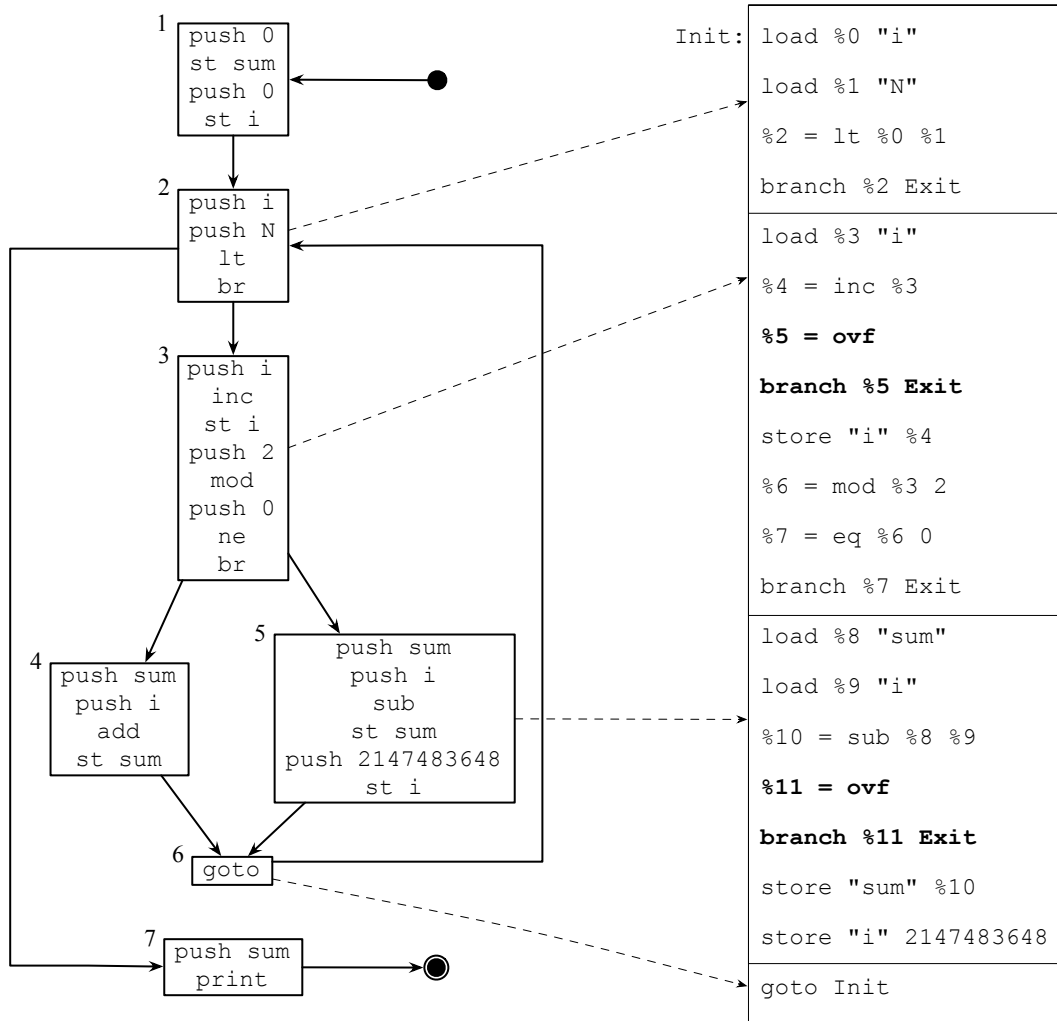 1
push 0
st sum
push 0
st i
2
push i
push N
lt
br
3
push i
inc
st i
push 2
mod
push 0
ne
br
4
push sum
push i
add
st sum
5
push sum
push i
sub
st sum
push 2147483648
st i
6
goto
7
push sum
print
Init:
load %0 "i"
load %1 "N"
%2 = lt %0 %1
branch %2 Exit
load %3 "i"
%4 = inc %3
%5 = ovf
branch %5 Exit
store "i" %4
%6 = mod %3 2
%7 = eq %6 0
branch %7 Exit
load %8 "sum"
load %9 "i"
%10 = sub %8 %9
%11 = ovf
branch %11 Exit
store "sum" %10
store "i" 2147483648
goto Init